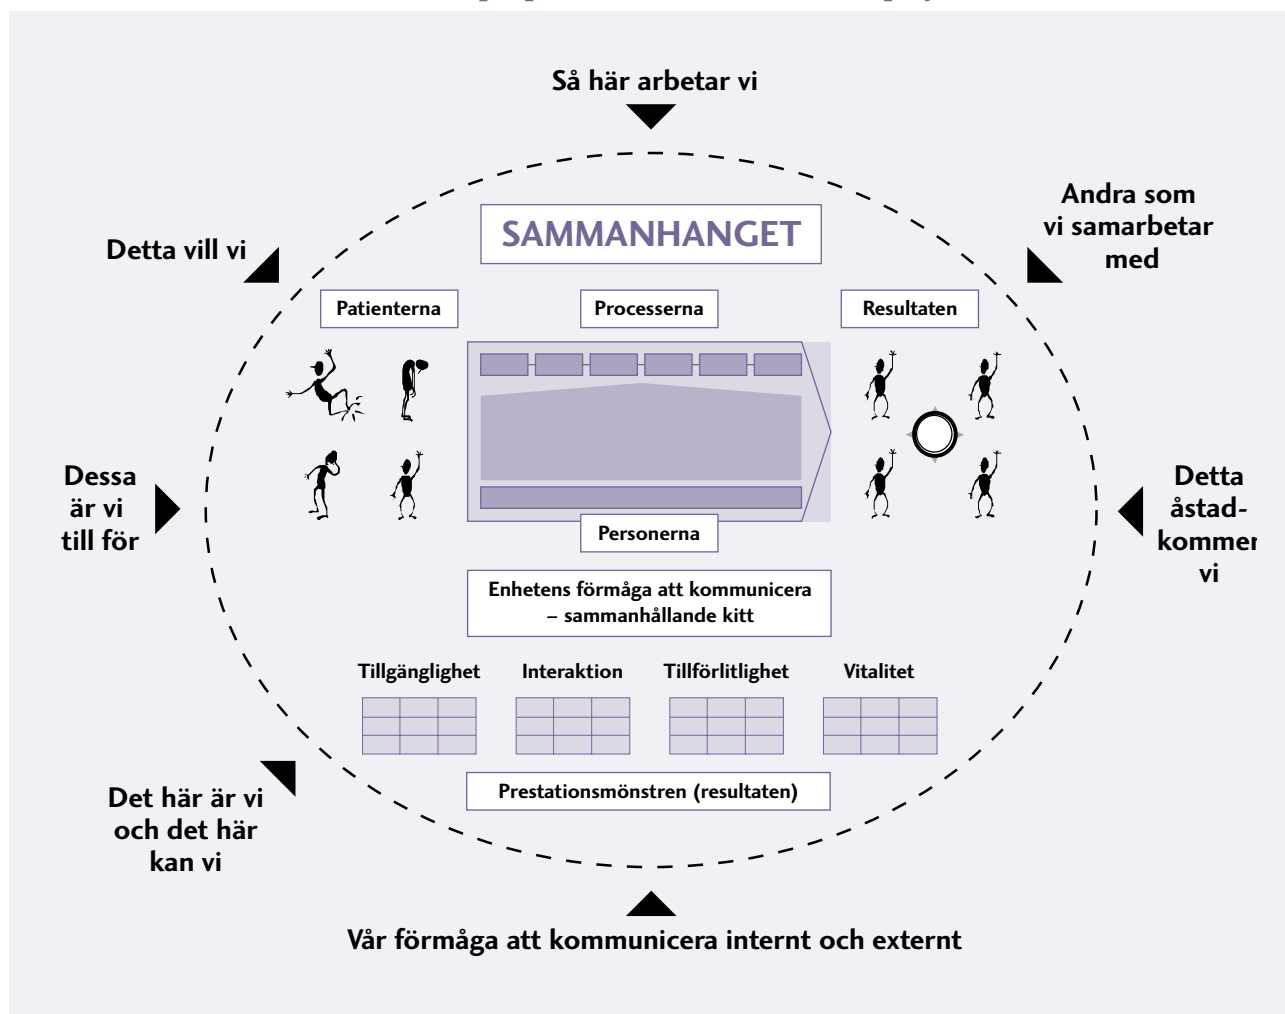 Så här arbetar vi
Andra som
vi samarbetar
med
Detta vill vi
SAMMANHANGET
Patienterna
Processerna
Resultaten
Dessa
är vi
till för
Detta
åstad-
kommer
vi
Personerna
Enhetens förmåga att kommunicera
– sammanhållande kitt
Tillgänglighet
Interaktion
Tillförlitlighet
Vitalitet
Prestationsmönstren (resultaten)
Det här är vi
och det här
kan vi
Vår förmåga att kommunicera internt och externt